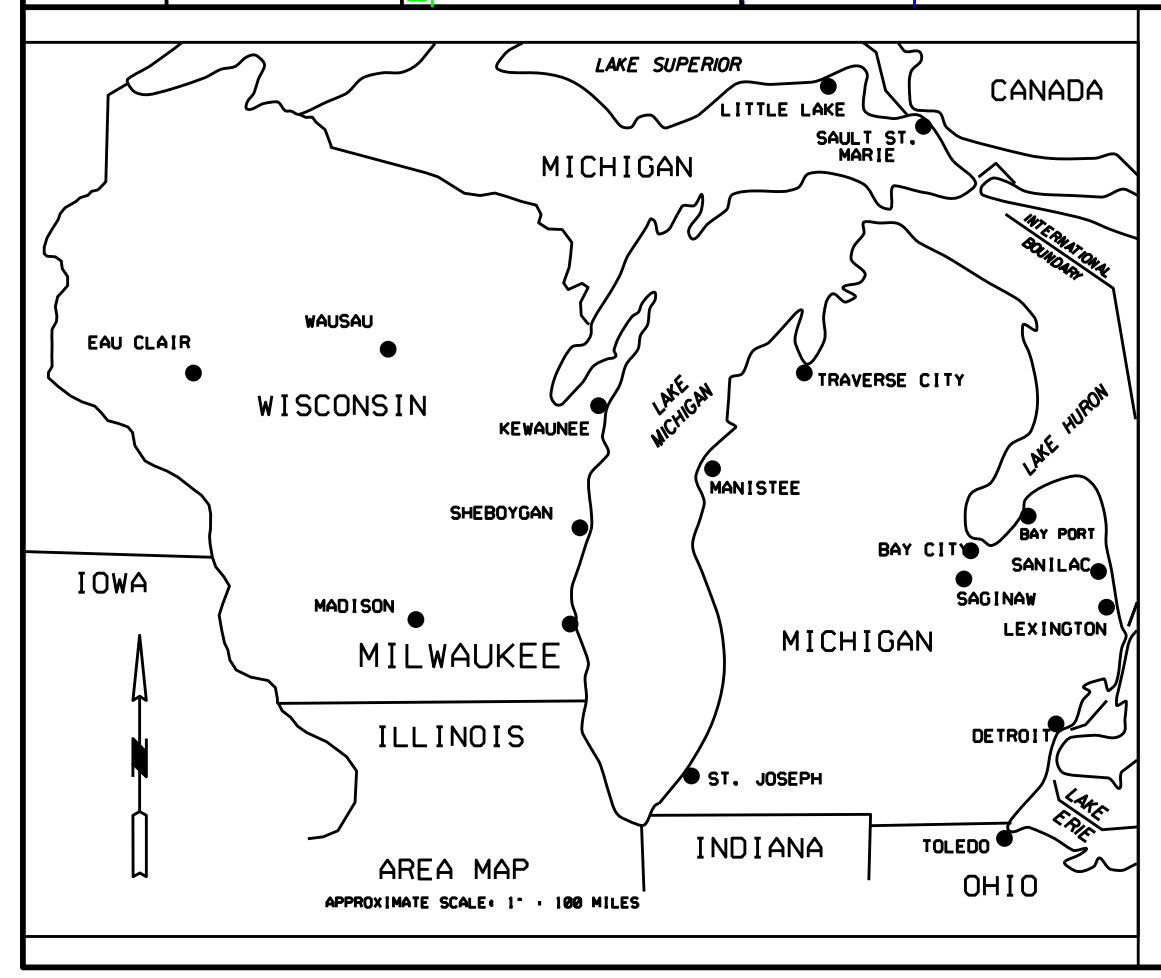 LAKE SUPERIOR
CANADA
LITTLE LAKE
SAULT ST.
MARIE
MICHIGAN
INTERNATIONAL
BOUNDARY
WAUSAU
EAU CLAIR
WISCONSIN
KEWAUNEE
LAKE
MICHIGAN
TRAVERSE CITY
LAKE HURON
MANISTEE
SHEBOYGAN
BAY PORT
BAY CITY
SANILAC
SAGINAW
LEXINGTON
IOWA
MADISON
MILWAUKEE
MICHIGAN
ILLINOIS
DETROIT
N
ST. JOSEPH
LAKE
ERIE
INDIANA
TOLEDO
OHIO
AREA MAP
APPROXIMATE SCALE: 1" = 100 MILES